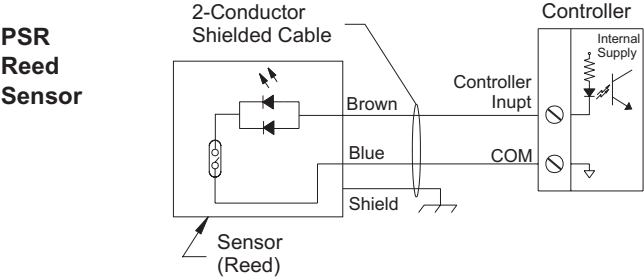 PSR
Reed
Sensor
2-Conductor
Shielded Cable
Controller
Internal
Supply
Controller
Inupt
Brown
Blue
COM
Shield
Sensor
(Reed)